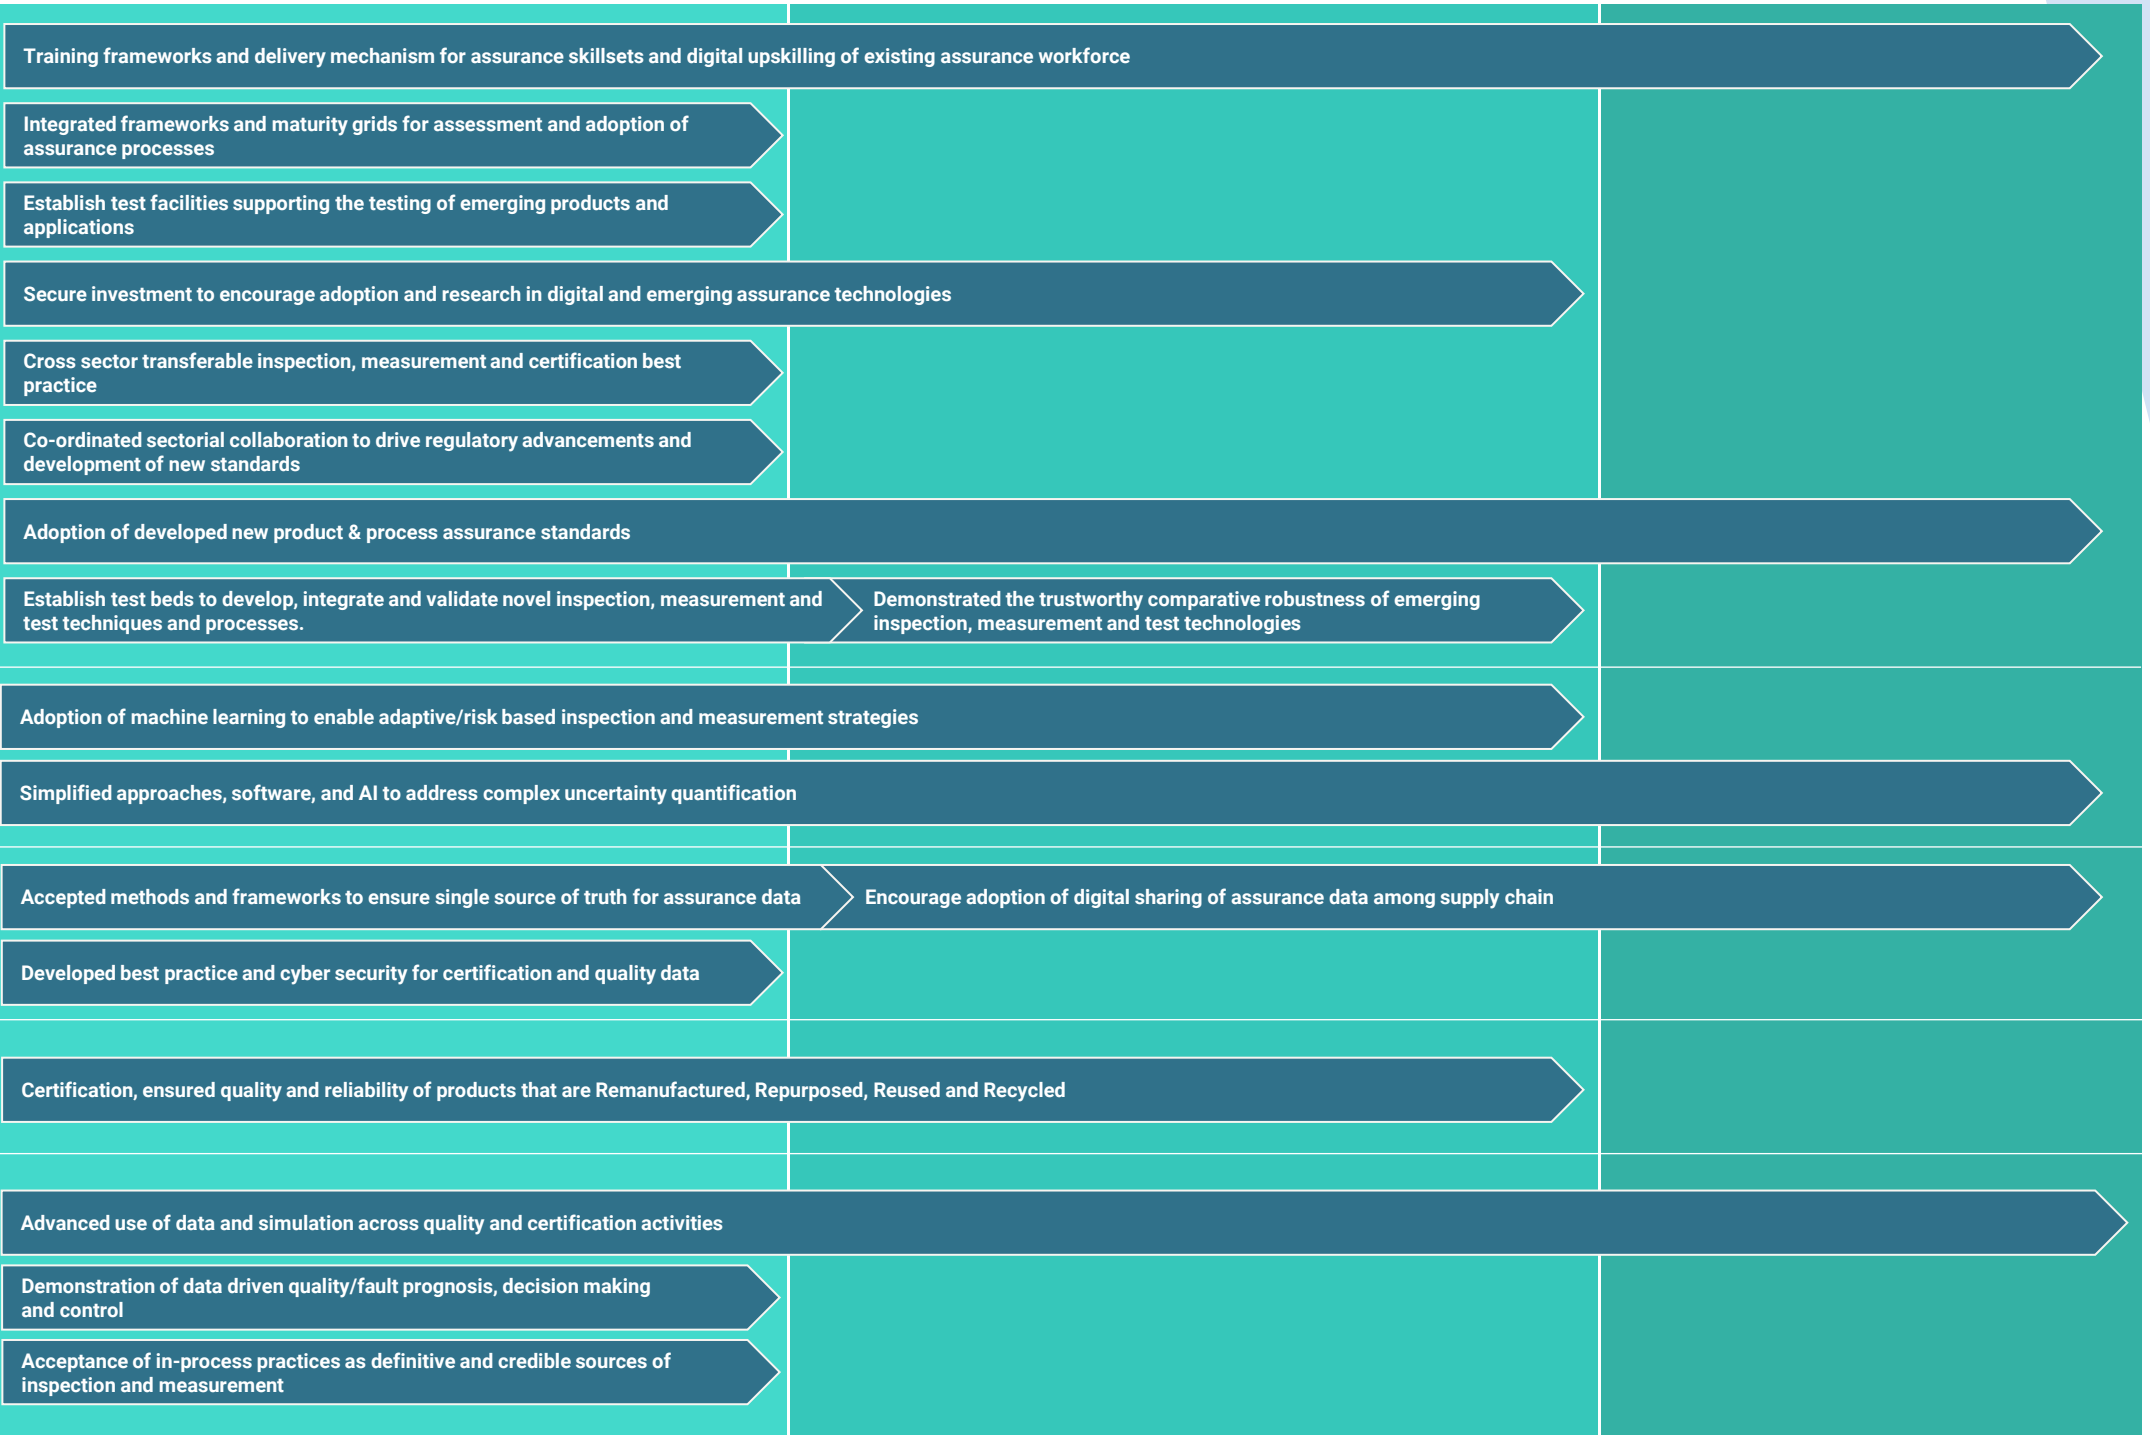 Training frameworks and delivery mechanism for assurance skillsets and digital upskilling of existing assurance workforce
Integrated frameworks and maturity grids for assessment and adoption of
assurance processes
Establish test facilities supporting the testing of emerging products and
applications
Secure investment to encourage adoption and research in digital and emerging assurance technologies
Cross sector transferable inspection, measurement and certification best
practice
Co-ordinated sectorial collaboration to drive regulatory advancements and
development of new standards
Adoption of developed new product & process assurance standards
Establish test beds to develop, integrate and validate novel inspection, measurement and
test techniques and processes.
Demonstrated the trustworthy comparative robustness of emerging
inspection, measurement and test technologies
Adoption of machine learning to enable adaptive/risk based inspection and measurement strategies
Simplified approaches, software, and AI to address complex uncertainty quantification
Accepted methods and frameworks to ensure single source of truth for assurance data
Encourage adoption of digital sharing of assurance data among supply chain
Developed best practice and cyber security for certification and quality data
Certification, ensured quality and reliability of products that are Remanufactured, Repurposed, Reused and Recycled
Advanced use of data and simulation across quality and certification activities
Demonstration of data driven quality/fault prognosis, decision making
and control
Acceptance of in-process practices as definitive and credible sources of
inspection and measurement